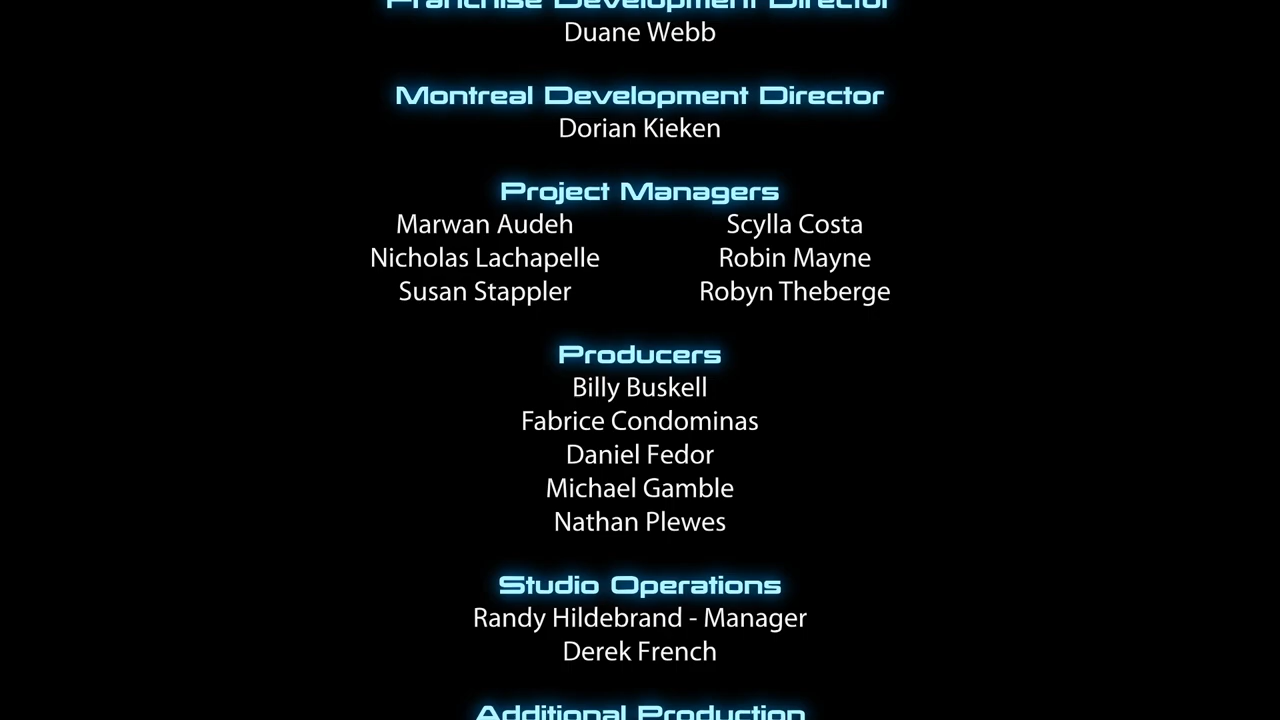 Franchise Development Director
Duane Webb
Montreal Development Director
Dorian Kieken
Project Managers
Marwan Audeh Scylla Costa
Nicholas Lachapelle Robin Mayne
Susan Stappler Robyn Theberge
Producers
Billy Buskell
Fabrice Condominas
Daniel Fedor
Michael Gamble
Nathan Plewes
Studio Operations
Randy Hildebrand - Manager
Derek French
Additional Production